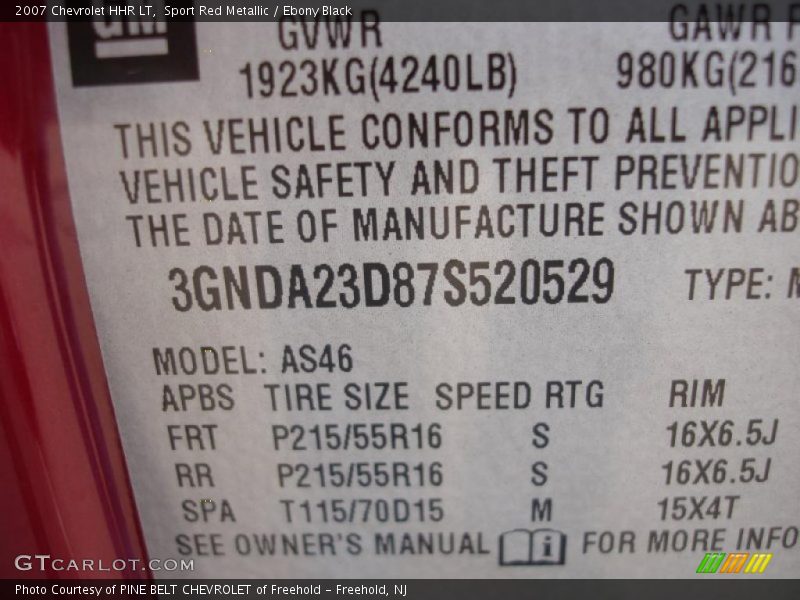 2007 Chevrolet HHR LT, Sport Red Metallic / Ebony Black
GM
GVWR
GAWR
1923KG(4240LB)
980KG(216
THIS VEHICLE CONFORMS TO ALL APPLI
VEHICLE SAFETY AND THEFT PREVENTIO
THE DATE OF MANUFACTURE SHOWN AB
3GNDA23D87S520529
TYPE: M
MODEL: AS46
APBS TIRE SIZE SPEED RTG RIM
FRT P215/55R16 S 16X6.5J
RR P215/55R16 S 16X6.5J
SPA T115/70D15 M 15X4T
SEE OWNER'S MANUAL i FOR MORE INFO
GTCARLOT.COM
Photo Courtesy of PINE BELT CHEVROLET of Freehold – Freehold, NJ